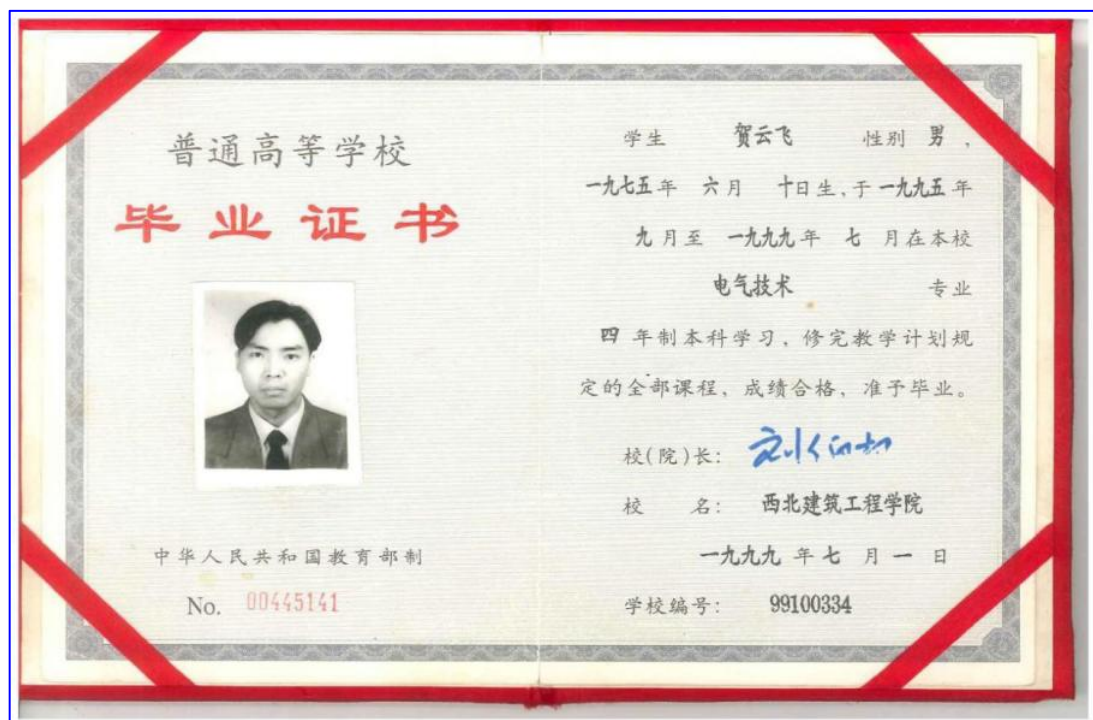 普通高等学校
毕业证书
中华人民共和国教育部制
No. 00445141
学生 贺云飞 性别 男，
一九七五年 六月 十日生，于一九九五年
九月至 一九九九年 七 月在本校
电气技术 专业
四 年制本科学习，修完教学计划规
定的全部课程，成绩合格，准予毕业。
校(院)长：
校 名： 西北建筑工程学院
一九九九 年 七 月 一 日
学校编号： 99100334